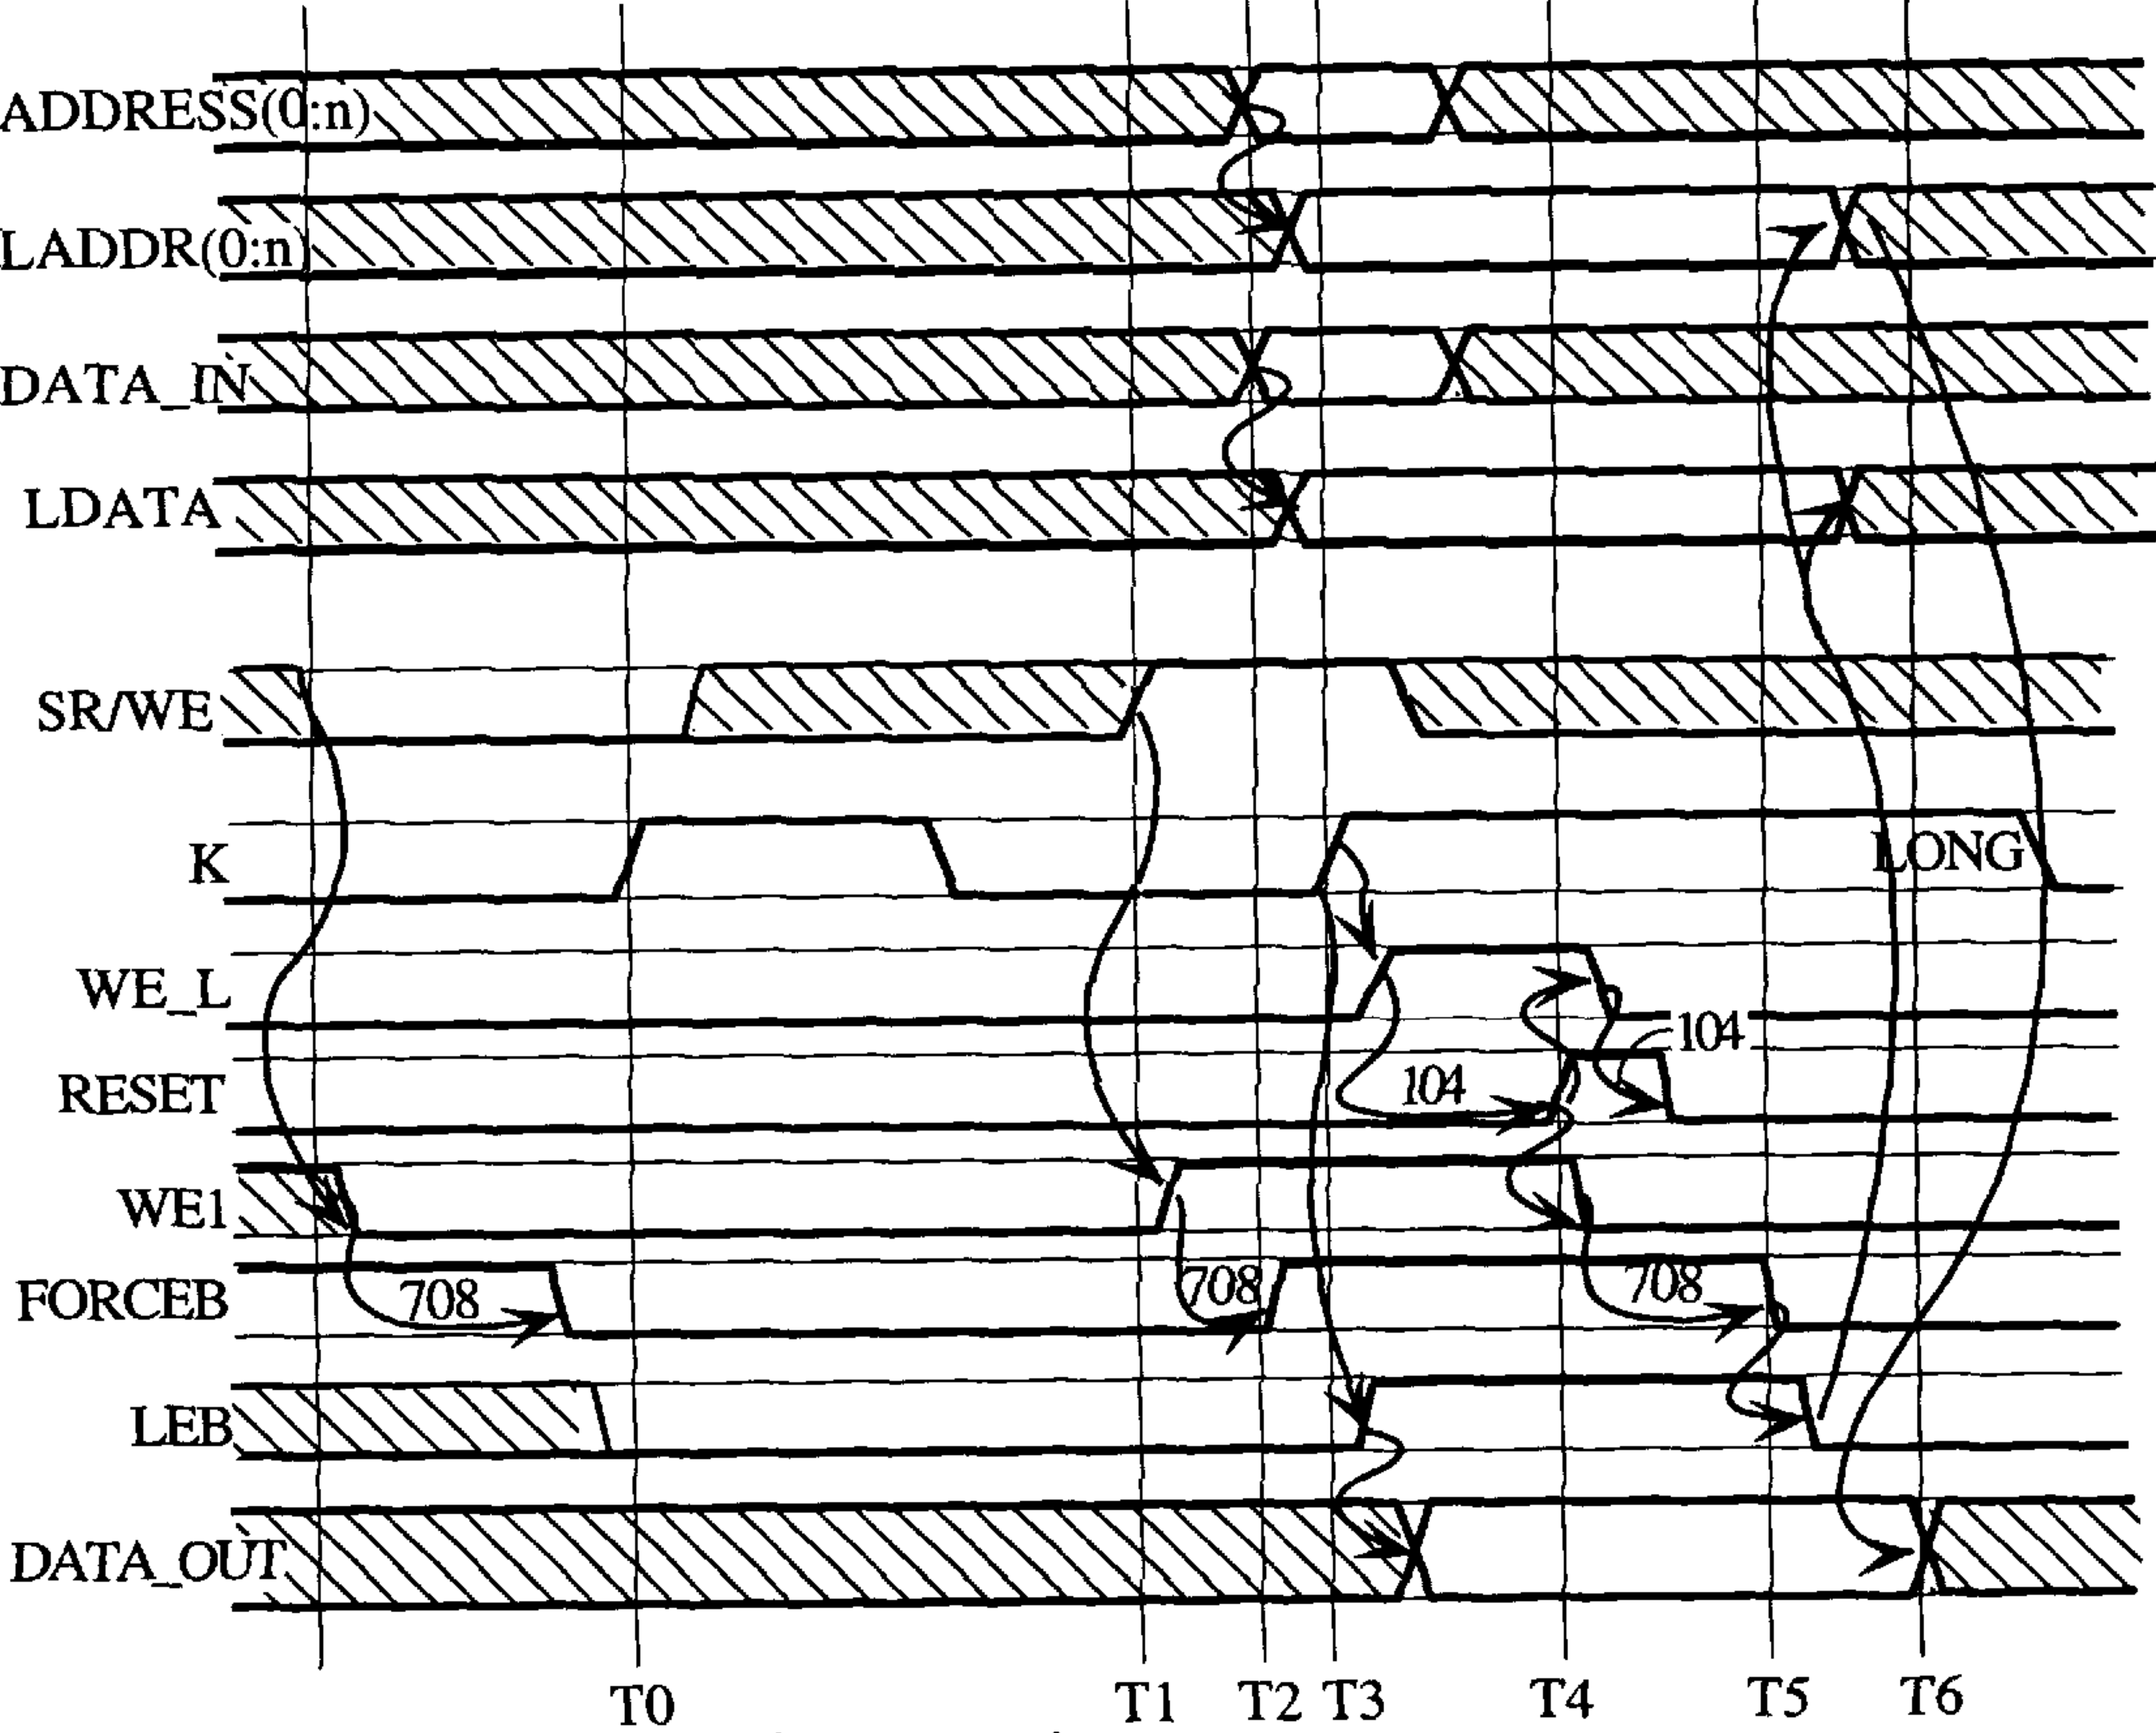 ADDRESS(0:n)
LADDR(0:n)
DATA_IN
LDATA
SR/WE
K
LONG
WE_L
104
RESET
104
WE1
FORCEB
708
708
708
LEB
DATA_OUT
T0 T1 T2 T3 T4 T5 T6